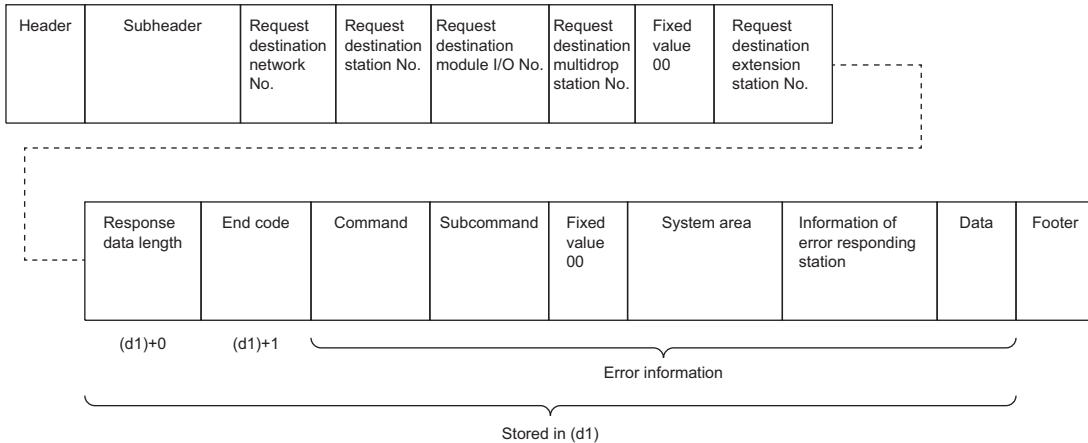 Header
Subheader
Request
destination
network
No.
Request
destination
station No.
Request
destination
module I/O No.
Request
destination
multidrop
station No.
Fixed
value
00
Request
destination
extension
station No.
Response
data length
End code
Command
Subcommand
Fixed
value
00
System area
Information of
error responding
station
Data
Footer
(d1)+0
(d1)+1
Error information
Stored in (d1)